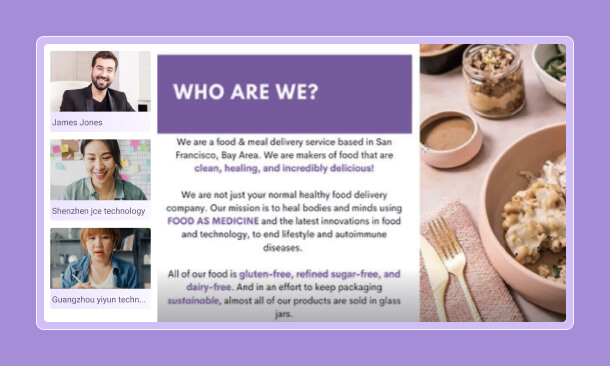 James Jones
Shenzhen jce technology
Guangzhou yiyun techn...
WHO ARE WE?
We are a food & meal delivery service based in San
Francisco, Bay Area. We are makers of food that are
clean, healing, and incredibly delicious!
We are not just your normal healthy food delivery
company. Our mission is to heal bodies and minds using
FOOD AS MEDICINE and the latest innovations in food
and technology, to end lifestyle and autoimmune
diseases.
All of our food is gluten-free, refined sugar-free, and
dairy-free. And in an effort to keep packaging
sustainable, almost all of our products are sold in glass
jars.